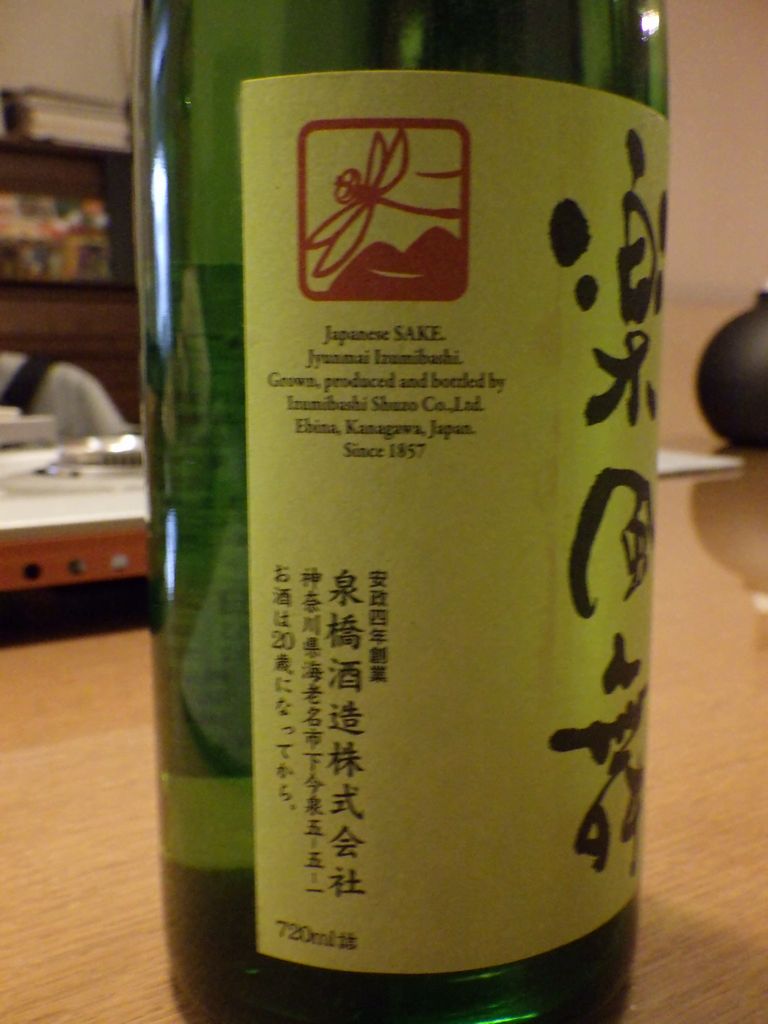 Japanese SAKE.
Jyunmai Izumibashi.
Grown, produced and bottled by
Izumibashi Shuzo Co.,Ltd.
Ebina, Kanagawa, Japan.
Since 1857
楽風舞
安政四年創業
泉橋酒造株式会社
神奈川県海老名市下今泉五-五-一
お酒は20歳になってから。
720ml詰